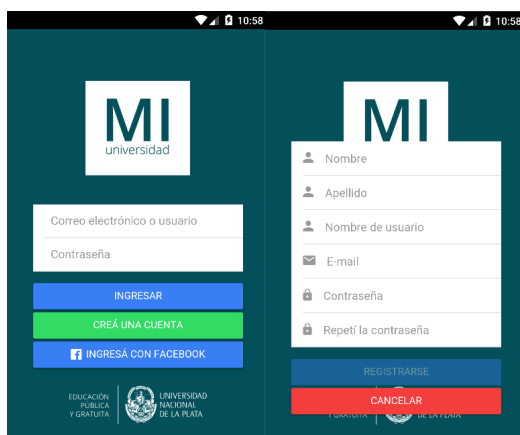 10:58
MI
universidad
Correo electrónico o usuario
Contraseña
INGRESAR
CREÁ UNA CUENTA
INGRESÁ CON FACEBOOK
EDUCACIÓN
PÚBLICA
Y GRATUITA
UNIVERSIDAD
NACIONAL
DE LA PLATA
10:58
MI
Nombre
Apellido
Nombre de usuario
E-mail
Contraseña
Repetí la contraseña
REGISTRARSE
CANCELAR